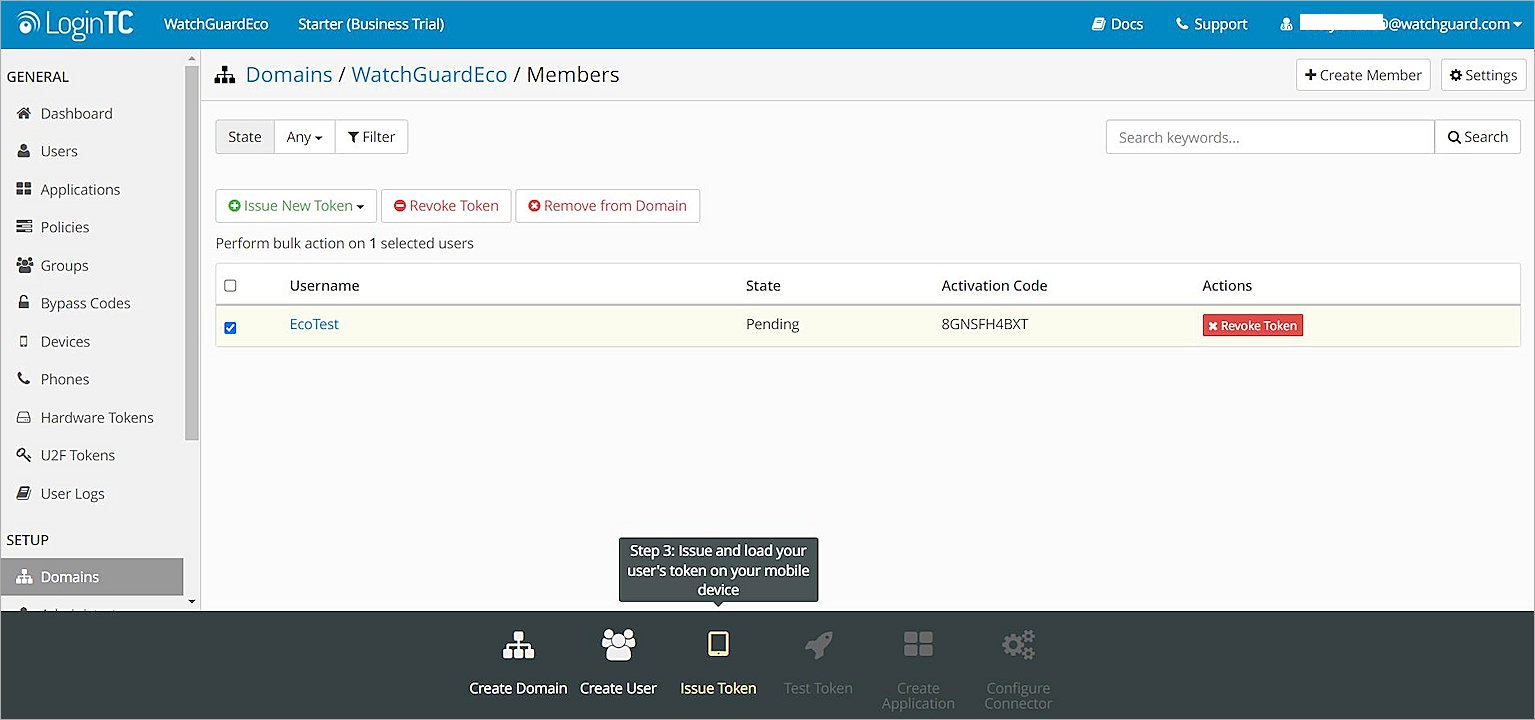 LoginTC WatchGuardEco Starter (Business Trial) Docs Support @watchguard.com
GENERAL
Dashboard
Users
Applications
Policies
Groups
Bypass Codes
Devices
Phones
Hardware Tokens
U2F Tokens
User Logs
SETUP
Domains
Domains / WatchGuardEco / Members
Create Member Settings
State Any Filter
Search keywords... Search
Issue New Token Revoke Token Remove from Domain
Perform bulk action on 1 selected users
Username State Activation Code Actions
EcoTest Pending 8GNSFH4BXT Revoke Token
Step 3: Issue and load your
user's token on your mobile
device
Create Domain Create User Issue Token Test Token Create Application Configure Connector